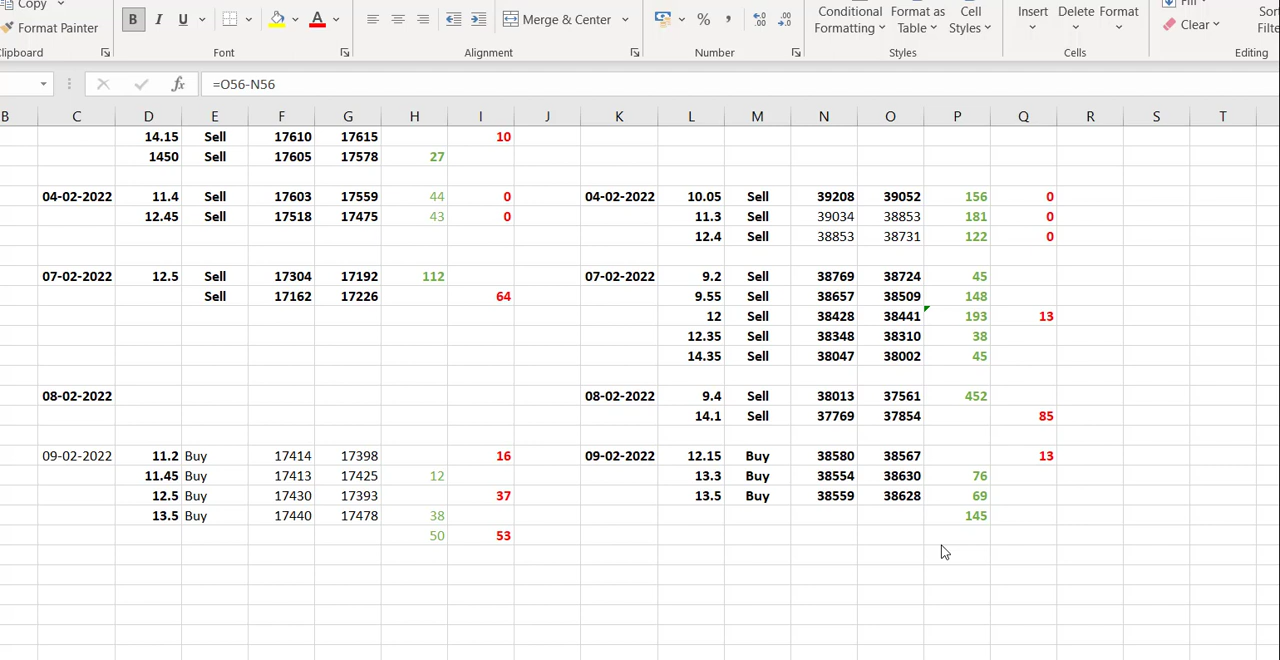 Copy
Format Painter
lipboard
B I U A
Font
Merge & Center
Alignment
% ,
Number
Conditional Formatting
Format as Table
Cell Styles
Styles
Insert Delete Format
Cells
Fill
Clear
Sor
Filte
Editing
fx =O56-N56
B C D E F G H I J K L M N O P Q R S T
14.15 Sell 17610 17615 10
1450 Sell 17605 17578 27
04-02-2022 11.4 Sell 17603 17559 44 0 04-02-2022 10.05 Sell 39208 39052 156 0
12.45 Sell 17518 17475 43 0 11.3 Sell 39034 38853 181 0
12.4 Sell 38853 38731 122 0
07-02-2022 12.5 Sell 17304 17192 112 07-02-2022 9.2 Sell 38769 38724 45
Sell 17162 17226 64 9.55 Sell 38657 38509 148
12 Sell 38428 38441 193 13
12.35 Sell 38348 38310 38
14.35 Sell 38047 38002 45
08-02-2022 08-02-2022 9.4 Sell 38013 37561 452
14.1 Sell 37769 37854 85
09-02-2022 11.2 Buy 17414 17398 16 09-02-2022 12.15 Buy 38580 38567 13
11.45 Buy 17413 17425 12 13.3 Buy 38554 38630 76
12.5 Buy 17430 17393 37 13.5 Buy 38559 38628 69
13.5 Buy 17440 17478 38 145
50 53